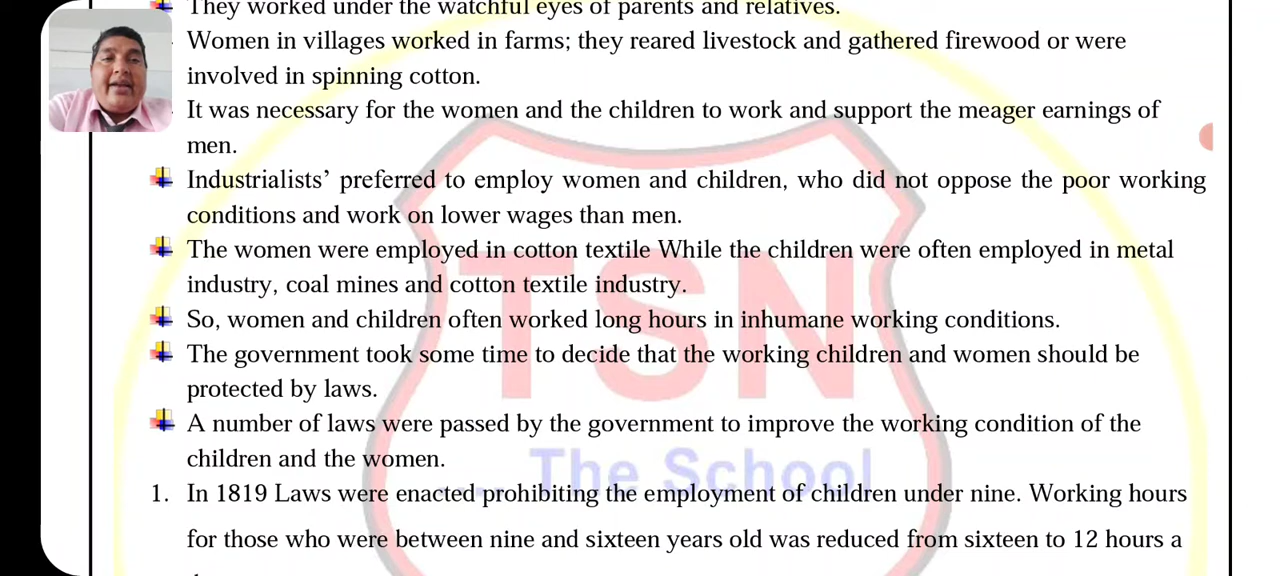 They worked under the watchful eyes of parents and relatives.
Women in villages worked in farms; they reared livestock and gathered firewood or were
involved in spinning cotton.
It was necessary for the women and the children to work and support the meager earnings of
men.
Industrialists’ preferred to employ women and children, who did not oppose the poor working
conditions and work on lower wages than men.
The women were employed in cotton textile While the children were often employed in metal
industry, coal mines and cotton textile industry.
So, women and children often worked long hours in inhumane working conditions.
The government took some time to decide that the working children and women should be
protected by laws.
A number of laws were passed by the government to improve the working condition of the
children and the women.
1. In 1819 Laws were enacted prohibiting the employment of children under nine. Working hours
for those who were between nine and sixteen years old was reduced from sixteen to 12 hours a
TSN
The School